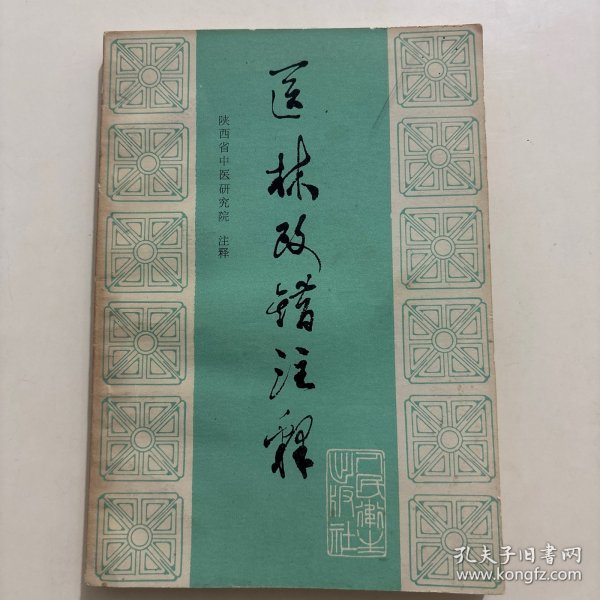 医林改错注释
陕西省中医研究院 注释
人民卫生出版社
孔夫子旧书网
www.kongfz.com